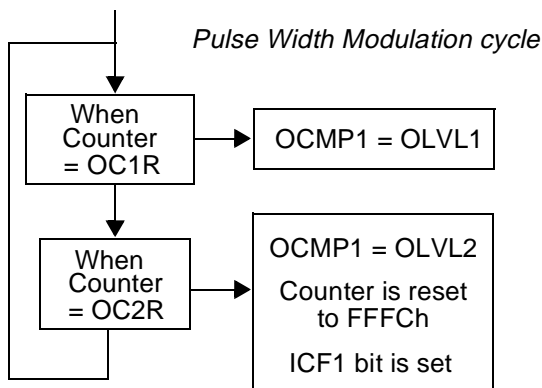 Pulse Width Modulation cycle
When
Counter
= OC1R
OCMP1 = OLVL1
When
Counter
= OC2R
OCMP1 = OLVL2
Counter is reset
to FFFCh
ICF1 bit is set